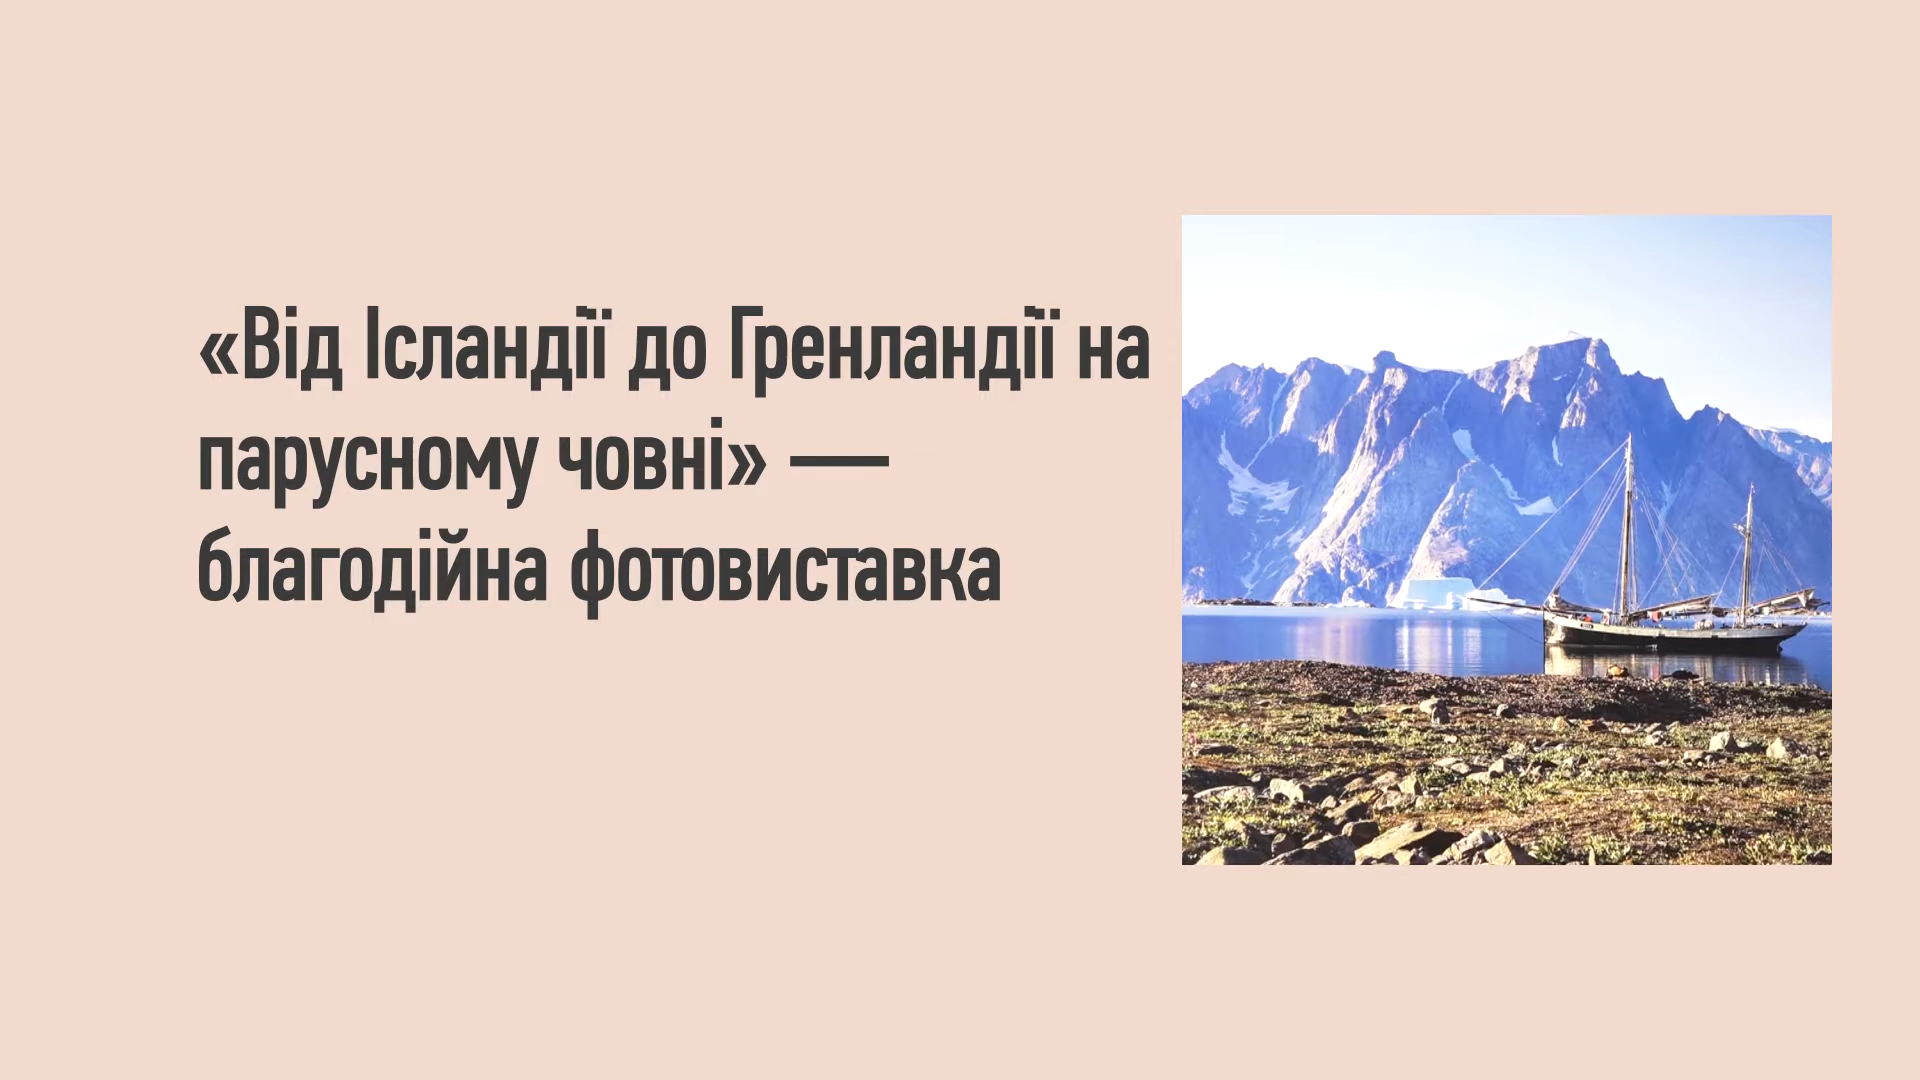 «Від Ісландії до Гренландії на
парусному човні» —
благодійна фотовиставка